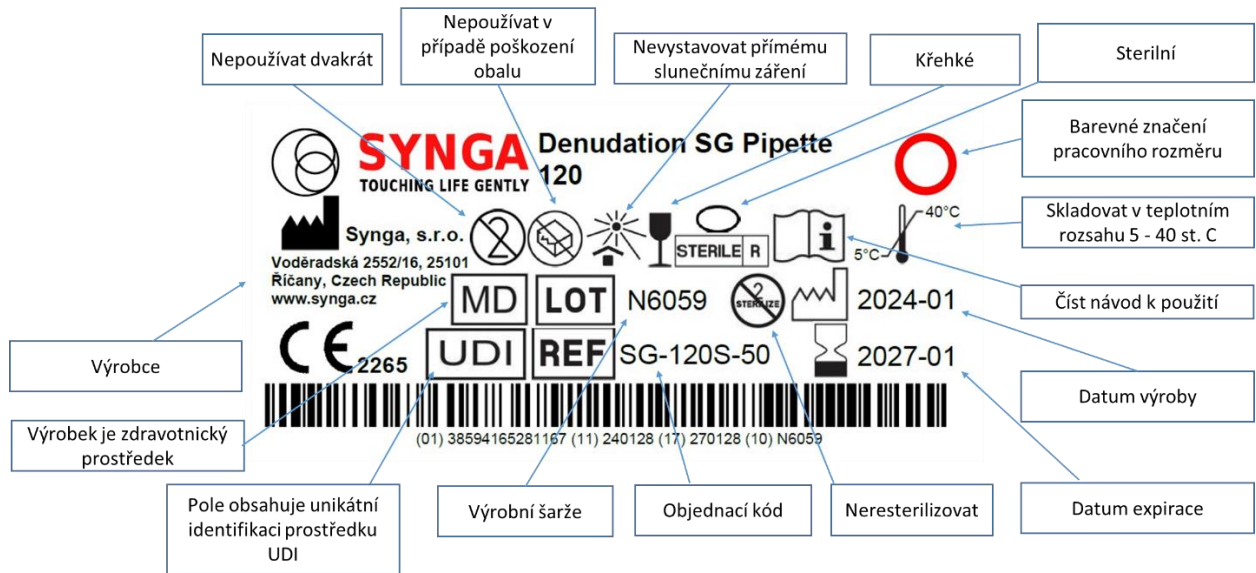 Nepoužívat dvakrát
Nepoužívat v
případě poškození
obalu
Nevystavovat přímému
slunečnímu záření
Křehké
Sterilní
Barevné značení
pracovního rozměru
Skladovat v teplotním
rozsahu 5 - 40 st. C
Číst návod k použití
SYNGA
TOUCHING LIFE GENTLY
Denudation SG Pipette
120
Synga, s.r.o.
Voděradská 2552/16, 25101
Říčany, Czech Republic
www.synga.cz
2
STERILE R
i
40°C
5°C
MD
LOT
N6059
2
STERILIZE
2024-01
CE 2265
UDI
REF
SG-120S-50
2027-01
(01) 38594165281167 (11) 240128 (17) 270128 (10) N6059
Výrobce
Výrobek je zdravotnický
prostředek
Pole obsahuje unikátní
identifikaci prostředku
UDI
Výrobní šarže
Objednací kód
Neresterilizovat
Datum výroby
Datum expirace